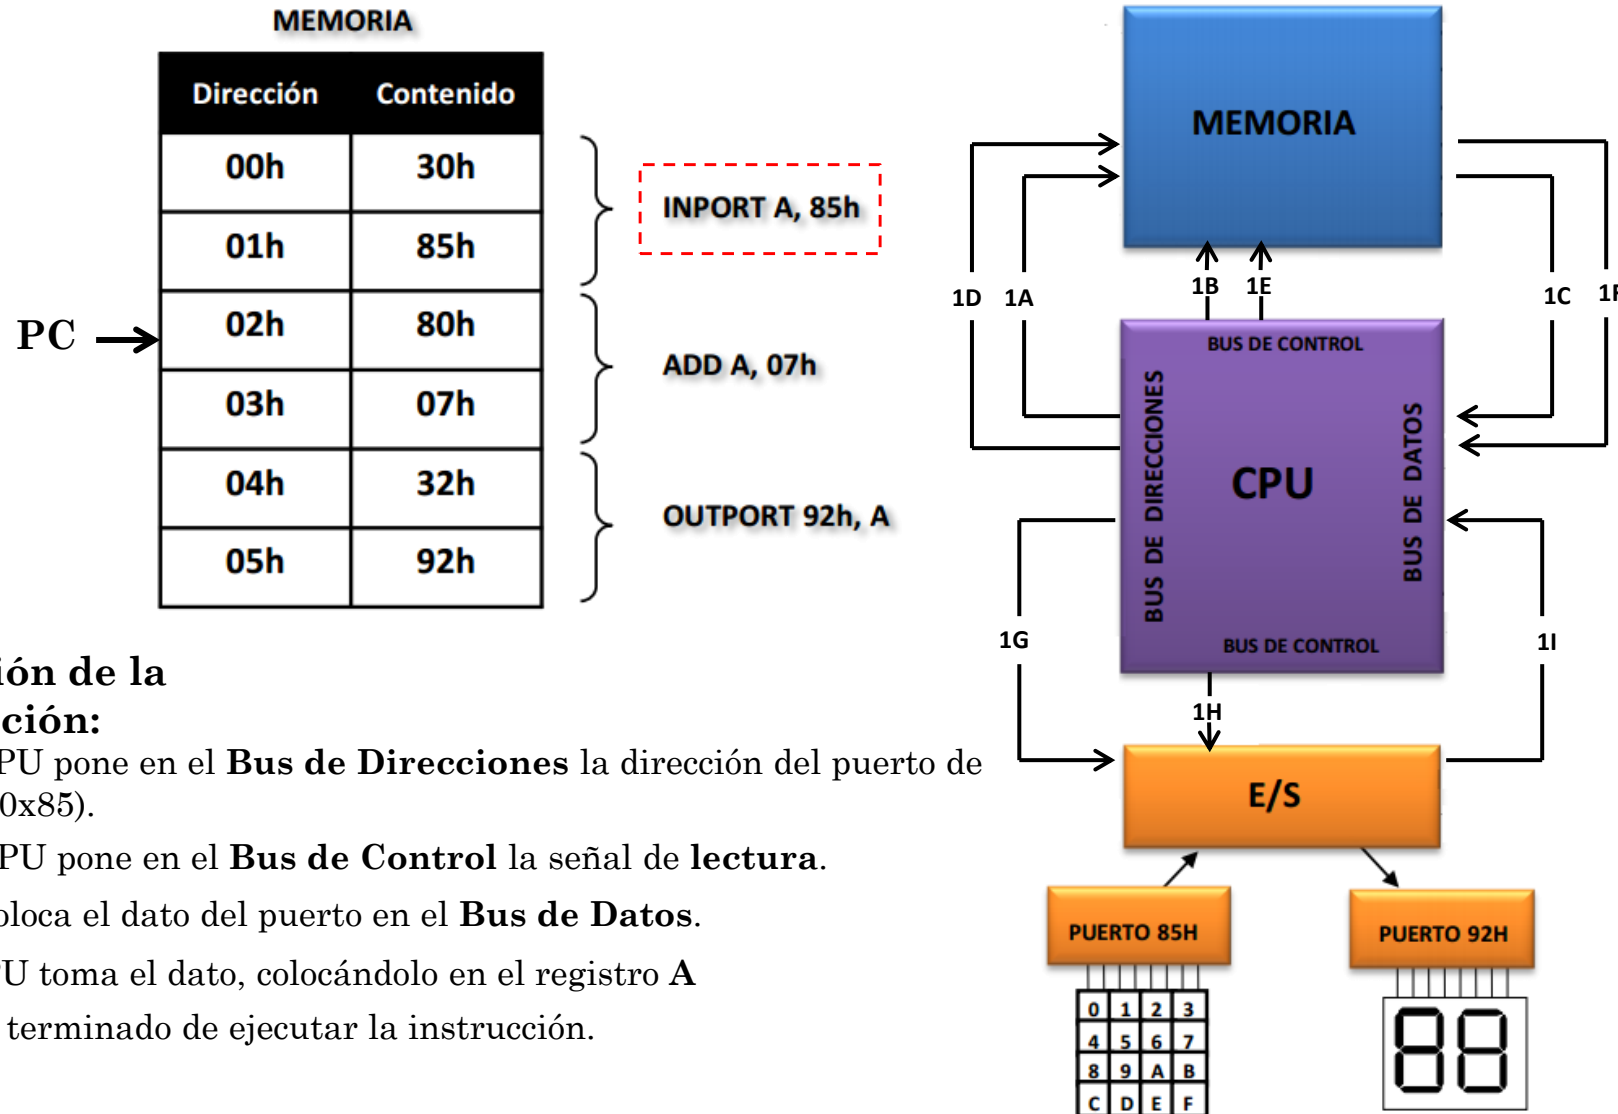 MEMORIA
Dirección Contenido
00h 30h
01h 85h
02h 80h
03h 07h
04h 32h
05h 92h
PC
INPORT A, 85h
ADD A, 07h
OUTPORT 92h, A
ión de la
ción:
PU pone en el Bus de Direcciones la dirección del puerto de
0x85).
PU pone en el Bus de Control la señal de lectura.
oloca el dato del puerto en el Bus de Datos.
U toma el dato, colocándolo en el registro A
terminado de ejecutar la instrucción.
MEMORIA
1D 1A 1B 1E 1C 1F
BUS DE CONTROL
BUS DE DIRECCIONES
CPU
BUS DE DATOS
BUS DE CONTROL
1G 1H 1I
E/S
PUERTO 85H PUERTO 92H
0 1 2 3
4 5 6 7
8 9 A B
C D E F
88